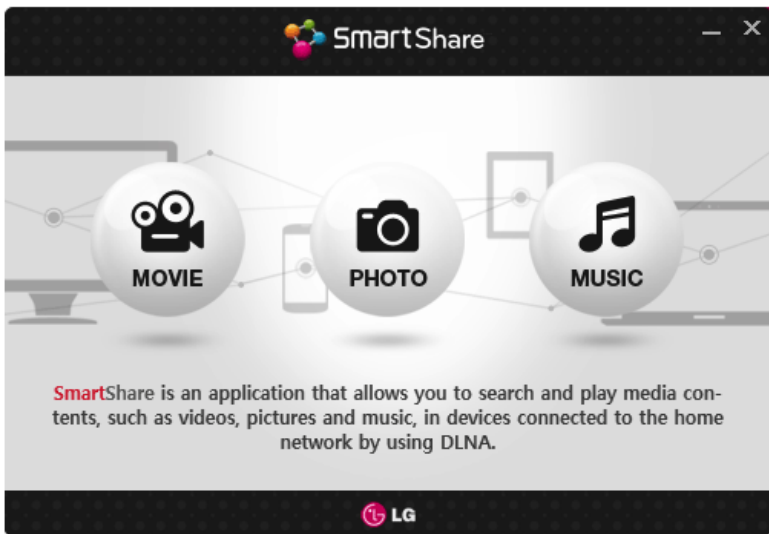 SmartShare
MOVIE
PHOTO
MUSIC
SmartShare is an application that allows you to search and play media con-
tents, such as videos, pictures and music, in devices connected to the home
network by using DLNA.
LG